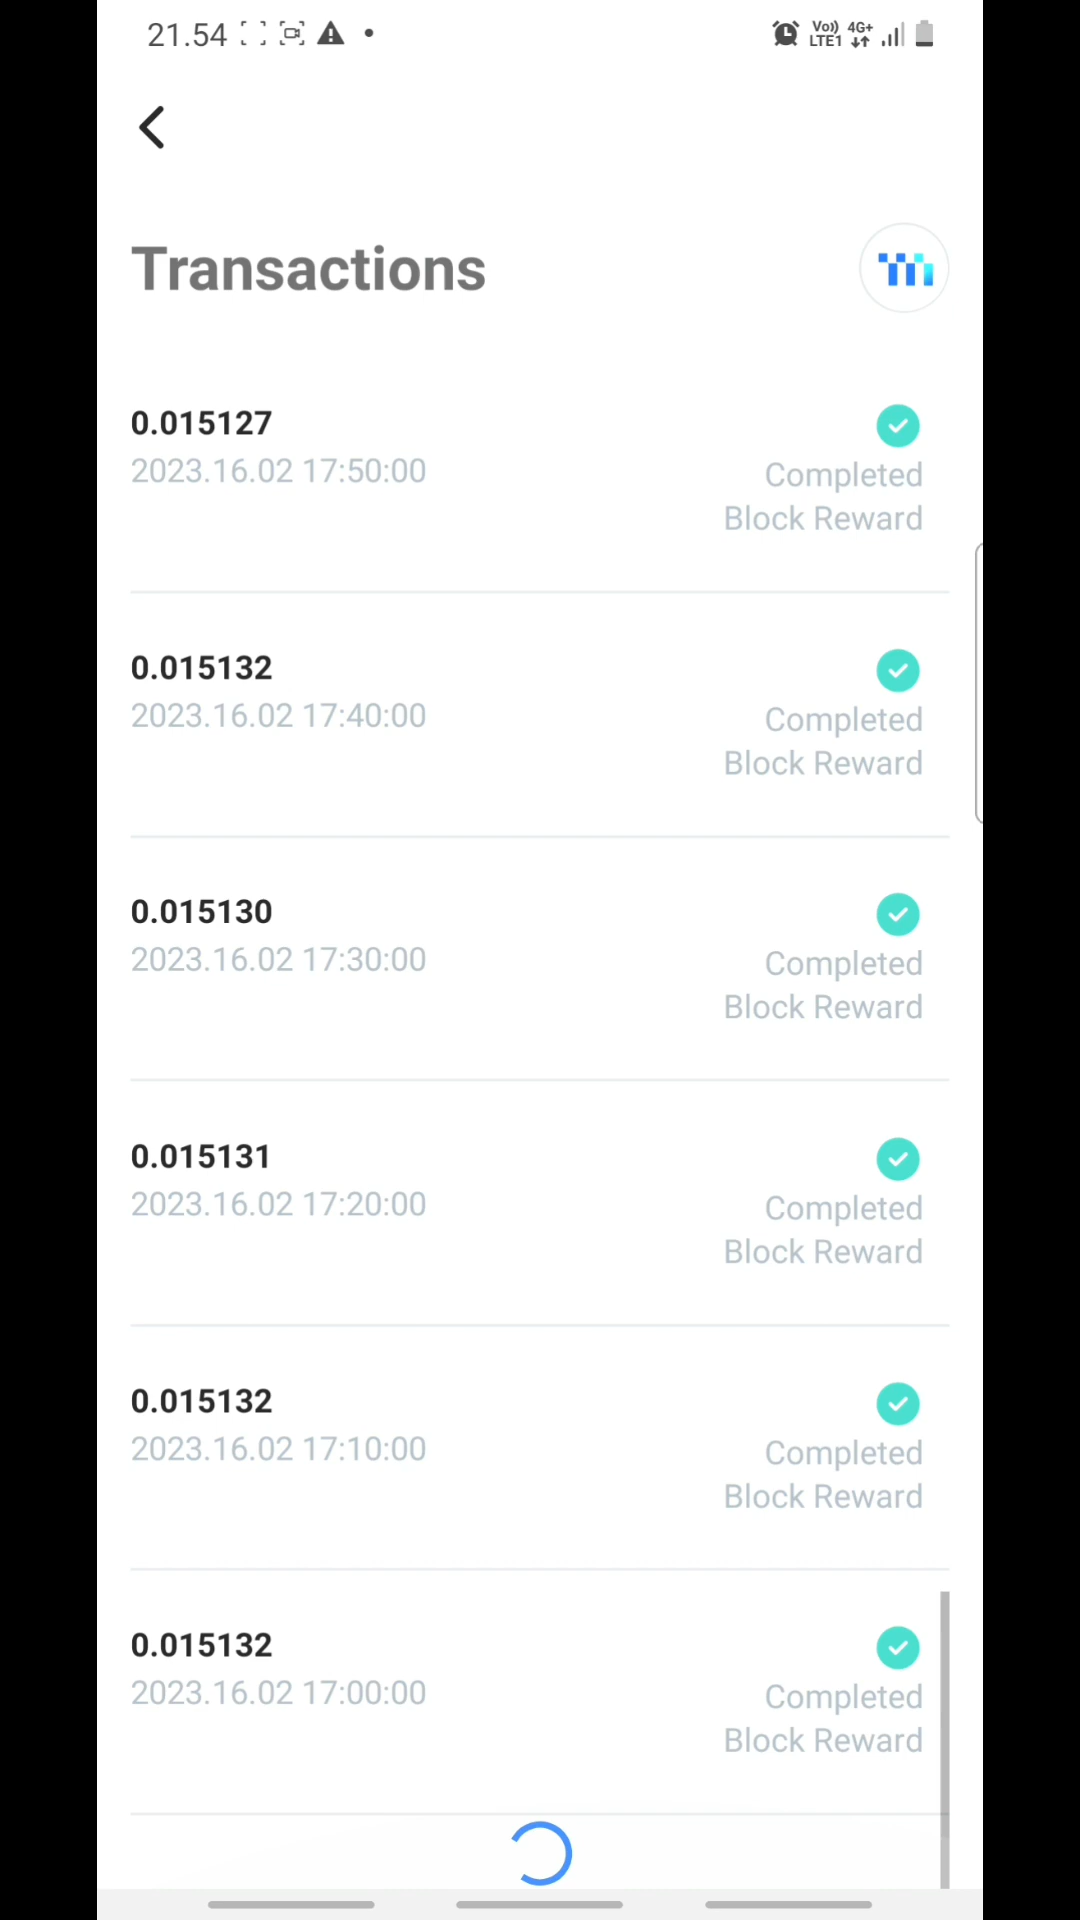 21.54
Vo)) 4G+
LTE1
Transactions
0.015127
2023.16.02 17:50:00
Completed
Block Reward
0.015132
2023.16.02 17:40:00
Completed
Block Reward
0.015130
2023.16.02 17:30:00
Completed
Block Reward
0.015131
2023.16.02 17:20:00
Completed
Block Reward
0.015132
2023.16.02 17:10:00
Completed
Block Reward
0.015132
2023.16.02 17:00:00
Completed
Block Reward